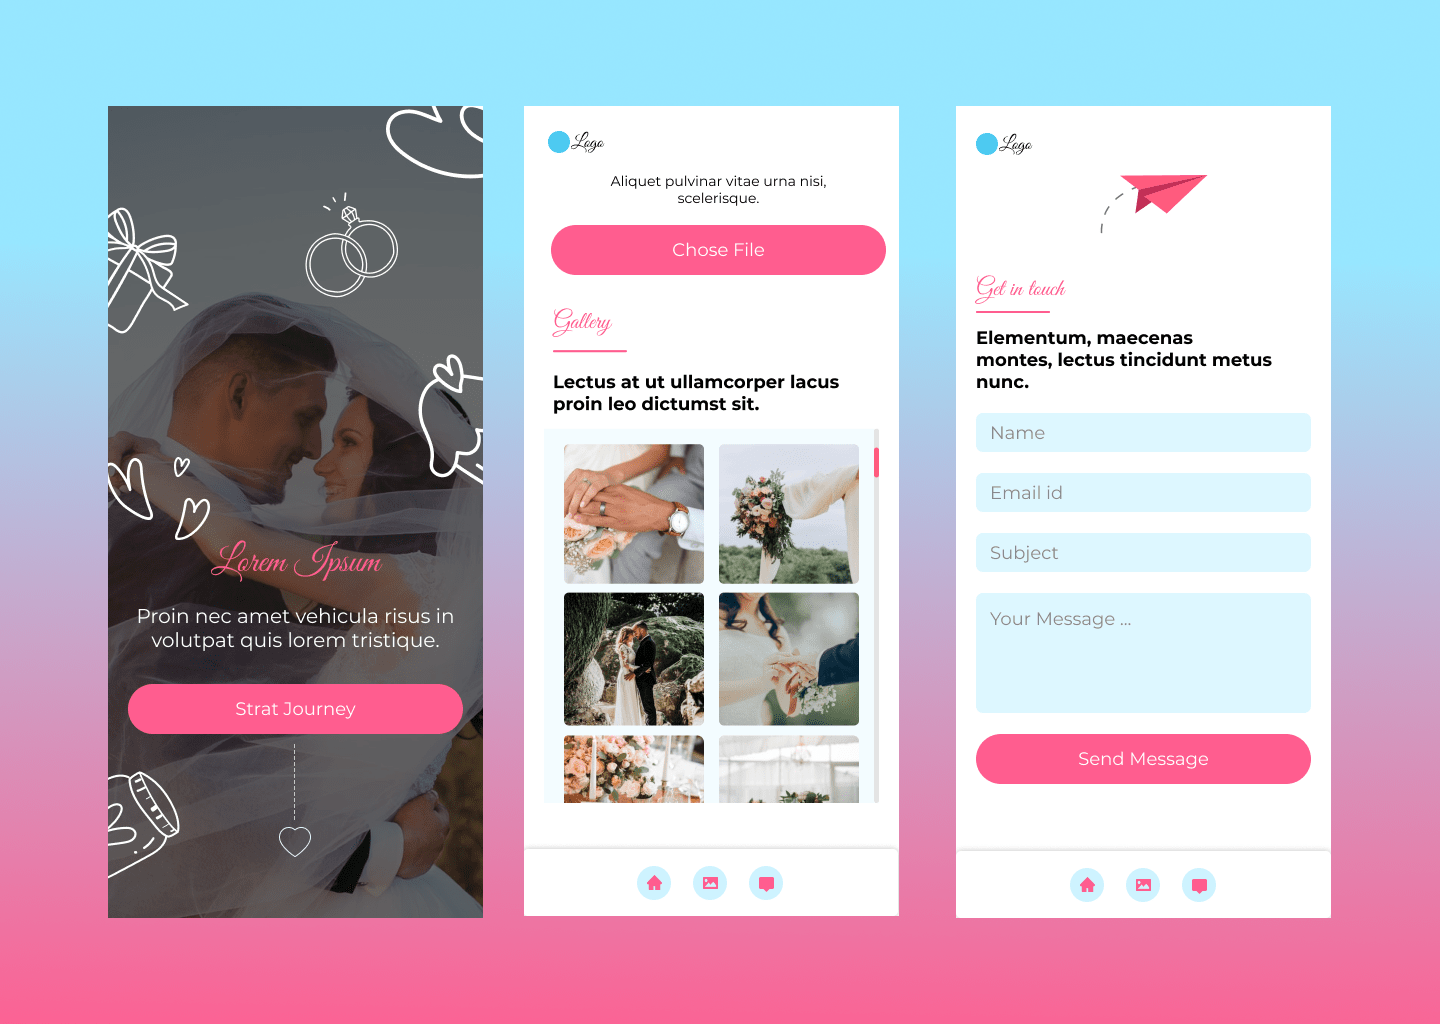 Lorem Ipsum
Proin nec amet vehicula risus in
volutpat quis lorem tristique.
Strat Journey
Logo
Aliquet pulvinar vitae urna nisi,
scelerisque.
Chose File
Gallery
Lectus at ut ullamcorper lacus
proin leo dictumst sit.
Logo
Get in touch
Elementum, maecenas
montes, lectus tincidunt metus
nunc.
Name
Email id
Subject
Your Message ...
Send Message